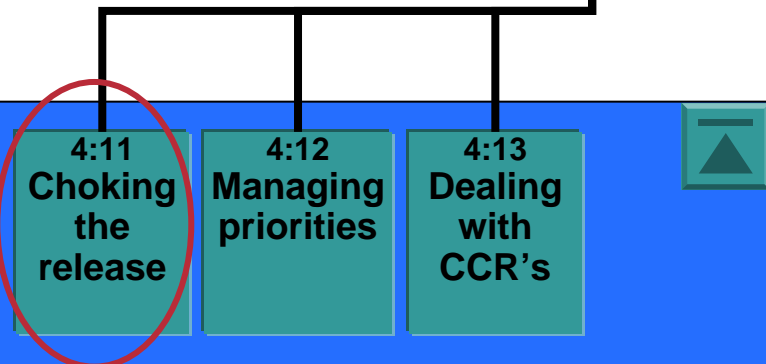 4:11
Choking
the
release
4:12
Managing
priorities
4:13
Dealing
with
CCR's